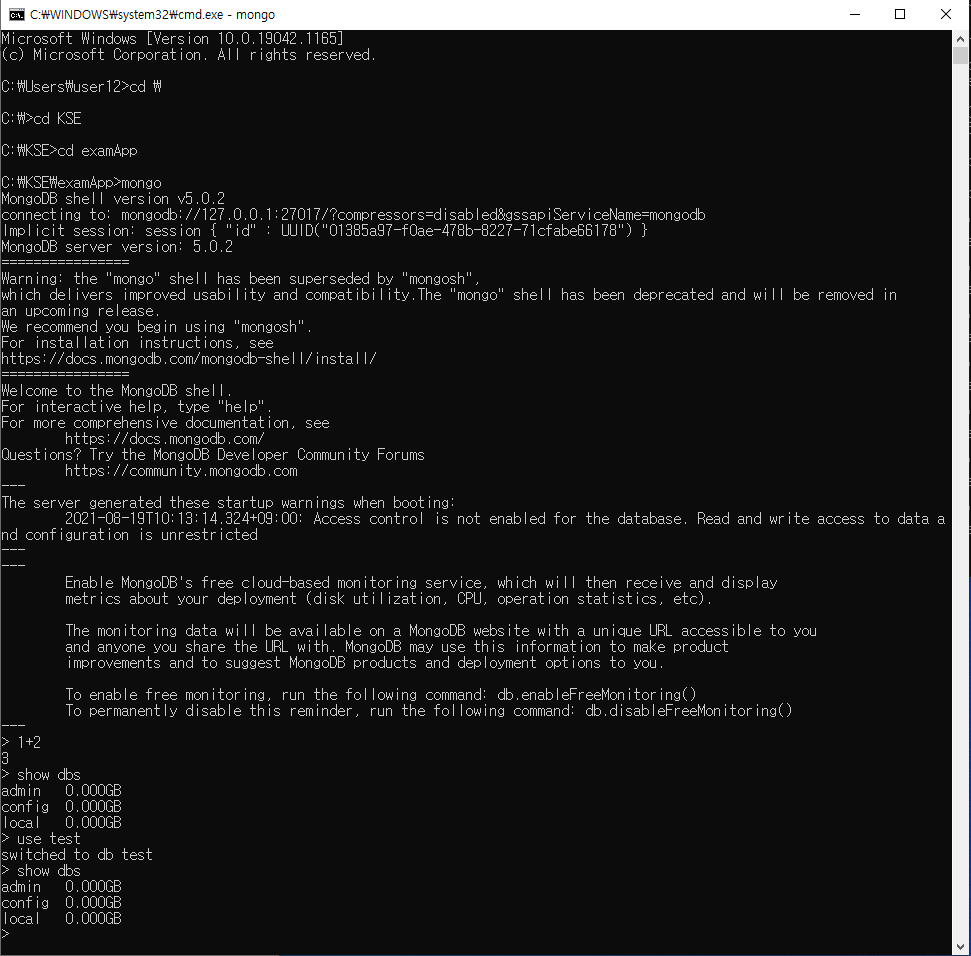 C:₩WINDOWS₩system32₩cmd.exe - mongo
Microsoft Windows [Version 10.0.19042.1165]
(c) Microsoft Corporation. All rights reserved.
C:₩Users₩user12>cd ₩
C:₩>cd KSE
C:₩KSE>cd examApp
C:₩KSE₩examApp>mongo
MongoDB shell version v5.0.2
connecting to: mongodb://127.0.0.1:27017/?compressors=disabled&gssapiServiceName=mongodb
Implicit session: session { "id" : UUID("01385a97-f0ae-478b-8227-71cfabe66178") }
MongoDB server version: 5.0.2
================
Warning: the "mongo" shell has been superseded by "mongosh",
which delivers improved usability and compatibility.The "mongo" shell has been deprecated and will be removed in
an upcoming release.
We recommend you begin using "mongosh".
For installation instructions, see
https://docs.mongodb.com/mongodb-shell/install/
================
Welcome to the MongoDB shell.
For interactive help, type "help".
For more comprehensive documentation, see
https://docs.mongodb.com/
Questions? Try the MongoDB Developer Community Forums
https://community.mongodb.com
---
The server generated these startup warnings when booting:
2021-08-19T10:13:14.324+09:00: Access control is not enabled for the database. Read and write access to data a
nd configuration is unrestricted
---
---
Enable MongoDB's free cloud-based monitoring service, which will then receive and display
metrics about your deployment (disk utilization, CPU, operation statistics, etc).
The monitoring data will be available on a MongoDB website with a unique URL accessible to you
and anyone you share the URL with. MongoDB may use this information to make product
improvements and to suggest MongoDB products and deployment options to you.
To enable free monitoring, run the following command: db.enableFreeMonitoring()
To permanently disable this reminder, run the following command: db.disableFreeMonitoring()
---
> 1+2
3
> show dbs
admin   0.000GB
config  0.000GB
local   0.000GB
> use test
switched to db test
> show dbs
admin   0.000GB
config  0.000GB
local   0.000GB
>